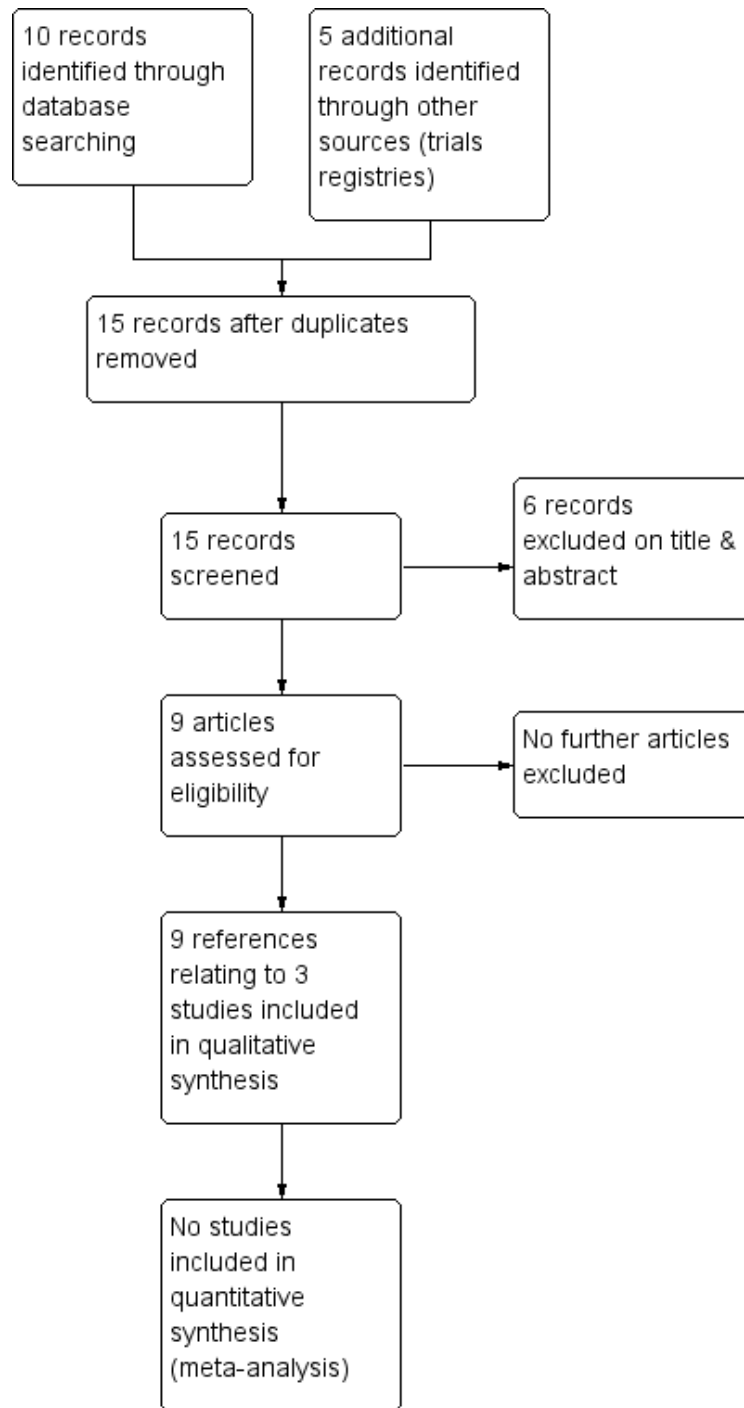 10 records
identified through
database
searching
5 additional
records identified
through other
sources (trials
registries)
15 records after duplicates
removed
15 records
screened
6 records
excluded on title &
abstract
9 articles
assessed for
eligibility
No further articles
excluded
9 references
relating to 3
studies included
in qualitative
synthesis
No studies
included in
quantitative
synthesis
(meta-analysis)